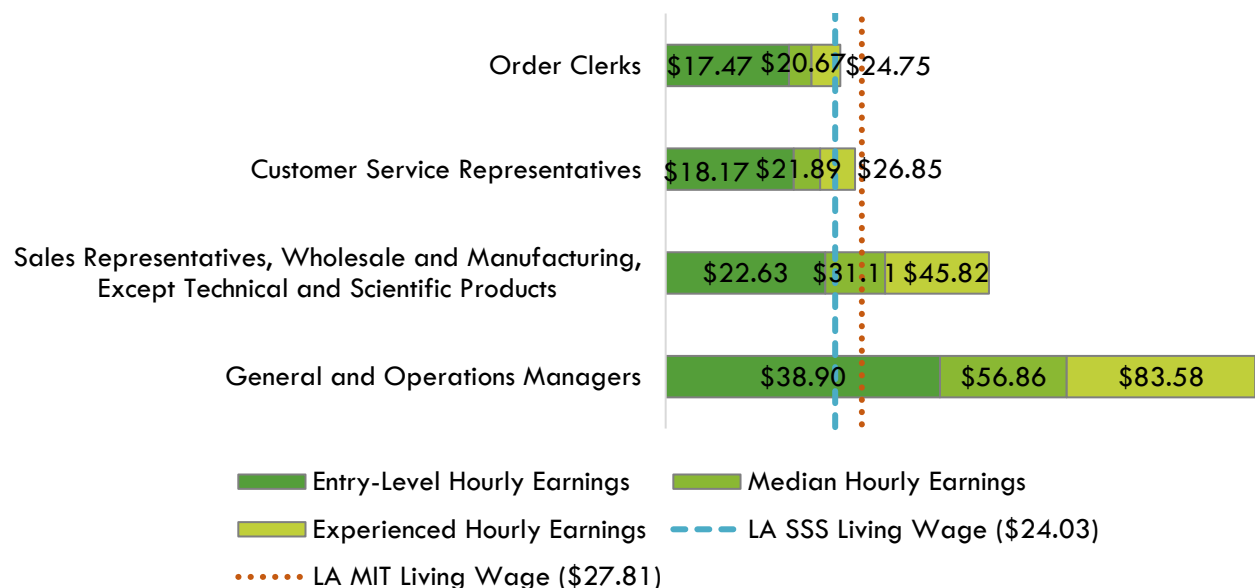 Order Clerks
$17.47 $20.67 $24.75
Customer Service Representatives
$18.17 $21.89 $26.85
Sales Representatives, Wholesale and Manufacturing,
Except Technical and Scientific Products
$22.63 $31.11 $45.82
General and Operations Managers
$38.90 $56.86 $83.58
Entry-Level Hourly Earnings
Median Hourly Earnings
Experienced Hourly Earnings
LA SSS Living Wage ($24.03)
LA MIT Living Wage ($27.81)